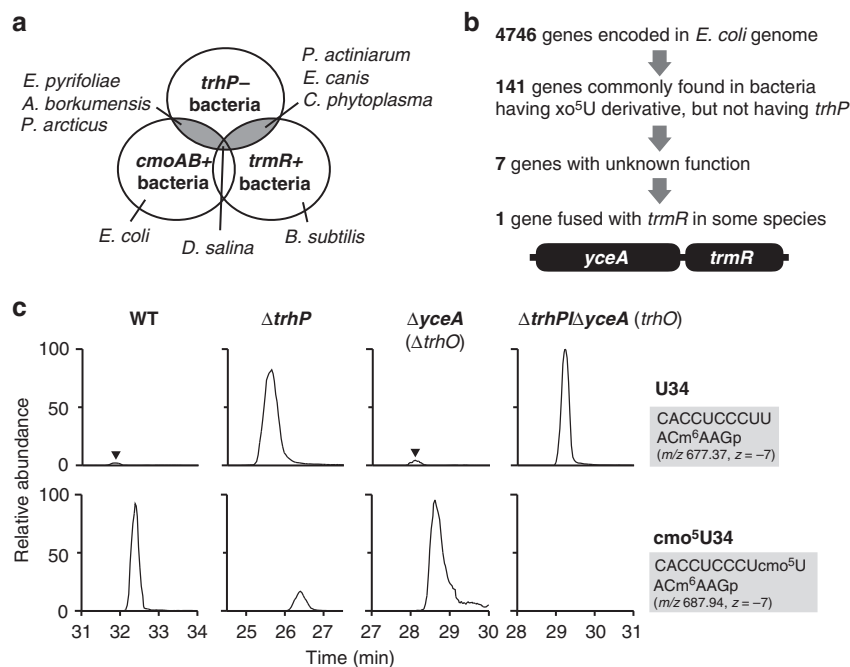 a
trhP–
bacteria
E. pyrifoliae
A. borkumensis
P. arcticus
P. actiniarum
E. canis
C. phytoplasma
cmoAB+
bacteria
trmR+
bacteria
E. coli
D. salina
B. subtilis
b
4746 genes encoded in E. coli genome
141 genes commonly found in bacteria
having xo⁵U derivative, but not having trhP
7 genes with unknown function
1 gene fused with trmR in some species
yceA
trmR
c
WT
ΔtrhP
ΔyceA
(ΔtrhO)
ΔtrhP/ΔyceA (trhO)
Relative abundance
100
50
0
U34
CACCUCCCUU
ACm⁶AAGp
(m/z 677.37, z = –7)
100
50
0
cmo⁵U34
CACCUCCCUcmo⁵U
ACm⁶AAGp
(m/z 687.94, z = –7)
31 32 33 34
25 26 27
27 28 29 30
28 29 30 31
Time (min)